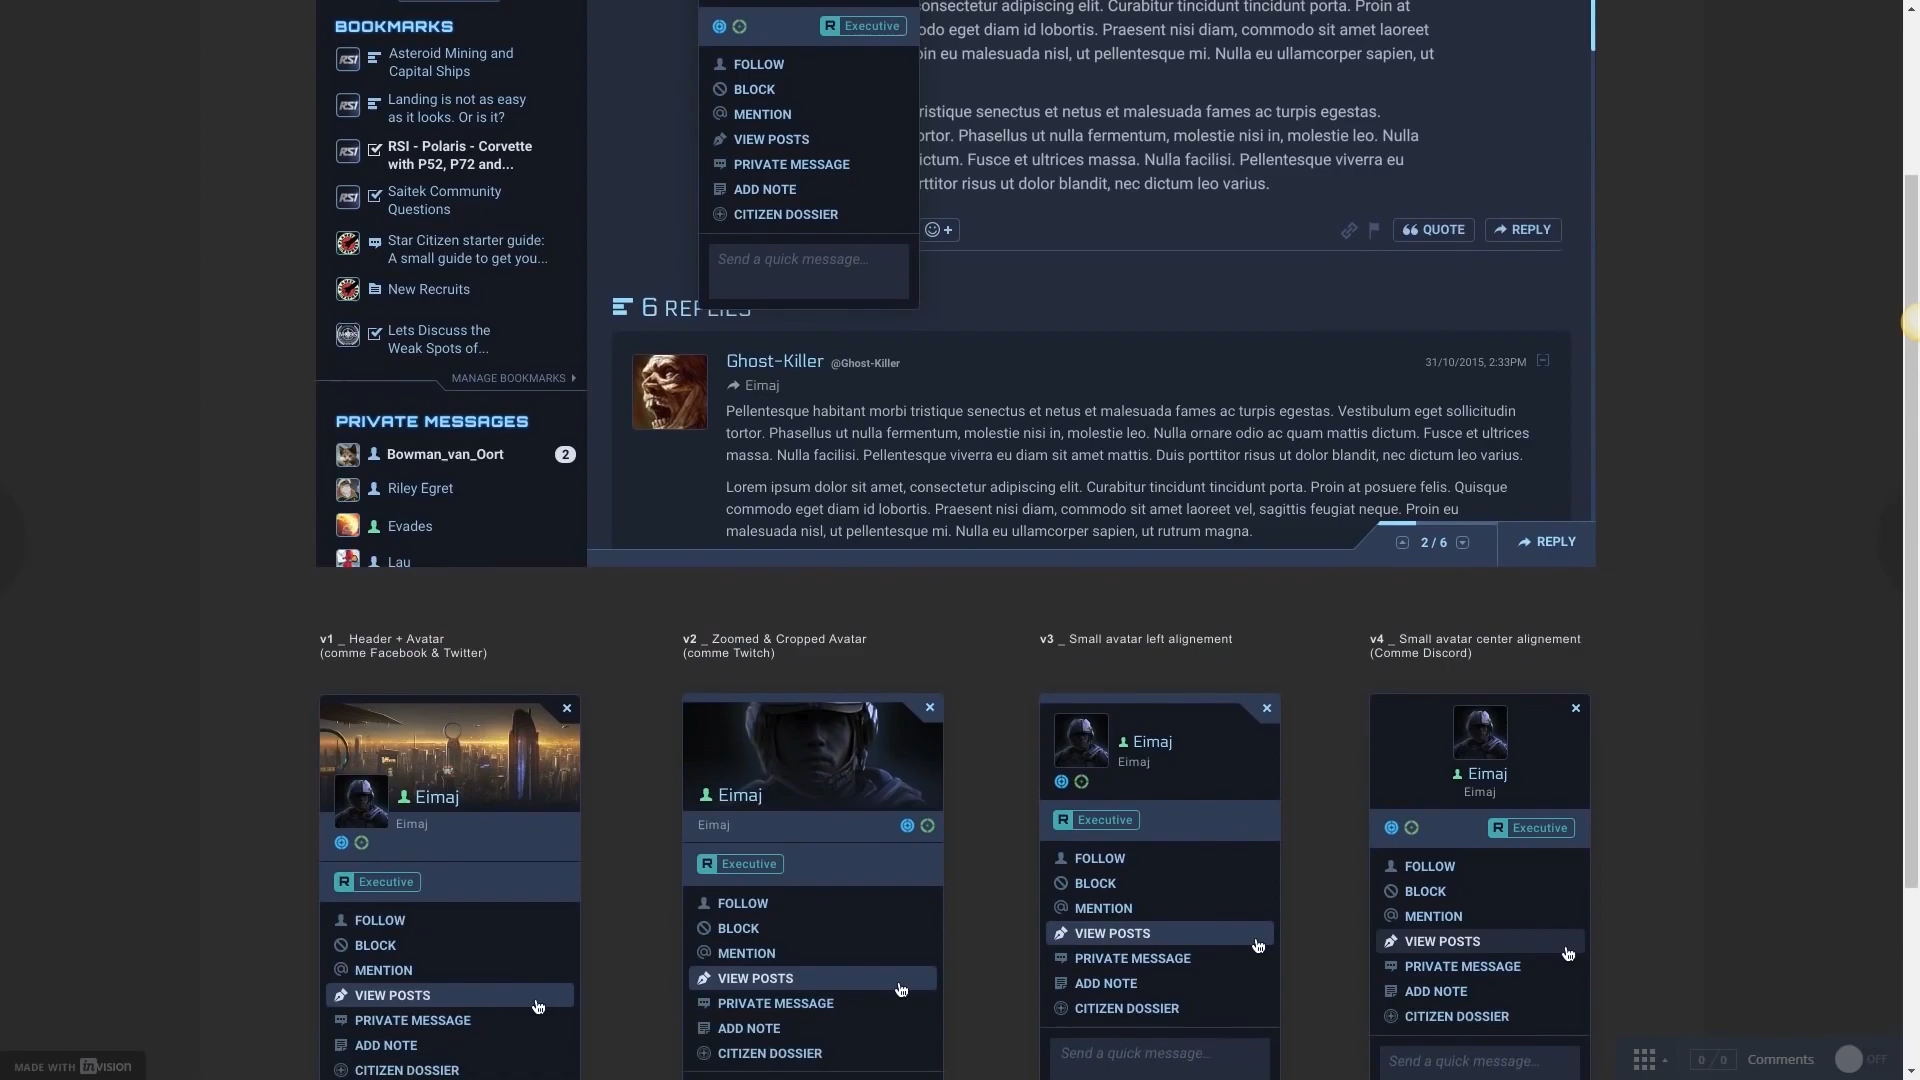 BOOKMARKS
Asteroid Mining and
Capital Ships
Landing is not as easy
as it looks. Or is it?
RSI - Polaris - Corvette
with P52, P72 and...
Saitek Community
Questions
Star Citizen starter guide:
A small guide to get you...
New Recruits
Lets Discuss the
Weak Spots of...
MANAGE BOOKMARKS
PRIVATE MESSAGES
Bowman_van_Oort 2
Riley Egret
Evades
Lau
R Executive
FOLLOW
BLOCK
MENTION
VIEW POSTS
PRIVATE MESSAGE
ADD NOTE
CITIZEN DOSSIER
Send a quick message...
consectetur adipiscing elit. Curabitur tincidunt tincidunt porta. Proin at
odo eget diam id lobortis. Praesent nisi diam, commodo sit amet laoreet
in eu malesuada nisl, ut pellentesque mi. Nulla eu ullamcorper sapien, ut
ristique senectus et netus et malesuada fames ac turpis egestas.
ortor. Phasellus ut nulla fermentum, molestie nisi in, molestie leo. Nulla
ictum. Fusce et ultrices massa. Nulla facilisi. Pellentesque viverra eu
rttitor risus ut dolor blandit, nec dictum leo varius.
QUOTE
REPLY
6 REPLIES
Ghost-Killer @Ghost-Killer
31/10/2015, 2:33PM
Eimaj
Pellentesque habitant morbi tristique senectus et netus et malesuada fames ac turpis egestas. Vestibulum eget sollicitudin
tortor. Phasellus ut nulla fermentum, molestie nisi in, molestie leo. Nulla ornare odio ac quam mattis dictum. Fusce et ultrices
massa. Nulla facilisi. Pellentesque viverra eu diam sit amet mattis. Duis porttitor risus ut dolor blandit, nec dictum leo varius.
Lorem ipsum dolor sit amet, consectetur adipiscing elit. Curabitur tincidunt tincidunt porta. Proin at posuere felis. Quisque
commodo eget diam id lobortis. Praesent nisi diam, commodo sit amet laoreet vel, sagittis feugiat neque. Proin eu
malesuada nisl, ut pellentesque mi. Nulla eu ullamcorper sapien, ut rutrum magna.
2 / 6
REPLY
v1 _ Header + Avatar
(comme Facebook & Twitter)
Eimaj
Eimaj
R Executive
FOLLOW
BLOCK
MENTION
VIEW POSTS
PRIVATE MESSAGE
ADD NOTE
CITIZEN DOSSIER
v2 _ Zoomed & Cropped Avatar
(comme Twitch)
Eimaj
Eimaj
R Executive
FOLLOW
BLOCK
MENTION
VIEW POSTS
PRIVATE MESSAGE
ADD NOTE
CITIZEN DOSSIER
v3 _ Small avatar left alignement
Eimaj
Eimaj
R Executive
FOLLOW
BLOCK
MENTION
VIEW POSTS
PRIVATE MESSAGE
ADD NOTE
CITIZEN DOSSIER
Send a quick message...
v4 _ Small avatar center alignement
(Comme Discord)
Eimaj
Eimaj
R Executive
FOLLOW
BLOCK
MENTION
VIEW POSTS
PRIVATE MESSAGE
ADD NOTE
CITIZEN DOSSIER
Send a quick message...
MADE WITH invision
0 / 0
Comments
OFF